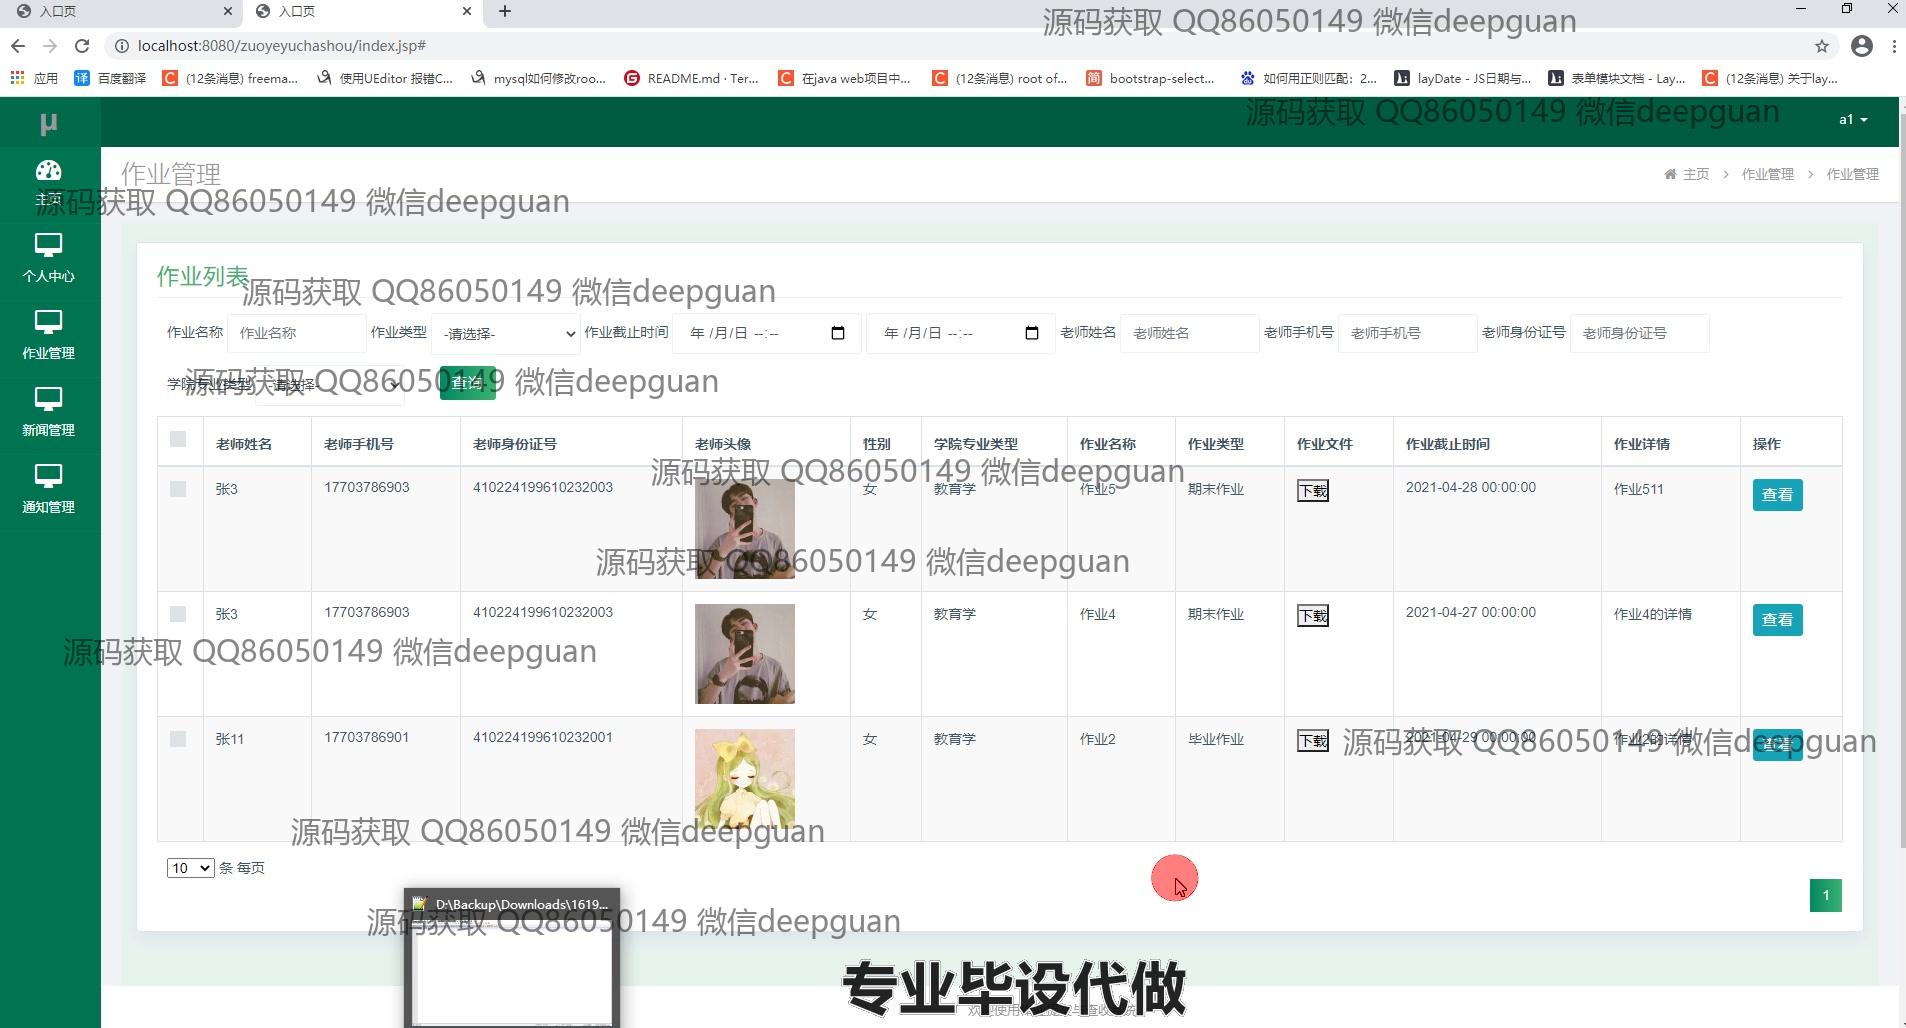 入口页
入口页
源码获取 QQ86050149 微信deepguan
localhost:8080/zuoyeyuchashou/index.jsp#
应用 百度翻译 (12条消息) freema... 使用UEditor 报错C... mysql如何修改roo... README.md · Ter... 在java web项目中... (12条消息) root of... bootstrap-select... 如何用正则匹配：2... layDate - JS日期与... 表单模块文档 - Lay... (12条消息) 关于lay...
源码获取 QQ86050149 微信deepguan
μ
a1
作业管理
主页 > 作业管理 > 作业管理
主页
源码获取 QQ86050149 微信deepguan
个人中心
作业管理
新闻管理
通知管理
作业列表
源码获取 QQ86050149 微信deepguan
作业名称 作业名称 作业类型 -请选择- 作业截止时间 年 /月/日 --:-- 年 /月/日 --:-- 老师姓名 老师姓名 老师手机号 老师手机号 老师身份证号 老师身份证号
学院专业类型 -请选择- 查询
源码获取 QQ86050149 微信deepguan
老师姓名 老师手机号 老师身份证号 老师头像 性别 学院专业类型 作业名称 作业类型 作业文件 作业截止时间 作业详情 操作
源码获取 QQ86050149 微信deepguan
张3 17703786903 410224199610232003 女 教育学 作业5 期末作业 下载 2021-04-28 00:00:00 作业511 查看
源码获取 QQ86050149 微信deepguan
张3 17703786903 410224199610232003 女 教育学 作业4 期末作业 下载 2021-04-27 00:00:00 作业4的详情 查看
源码获取 QQ86050149 微信deepguan
张11 17703786901 410224199610232001 女 教育学 作业2 毕业作业 下载 2021-04-29 00:00:00 作业2的详情 查看
源码获取 QQ86050149 微信deepguan
源码获取 QQ86050149 微信deepguan
10 条 每页
1
D:\Backup\Downloads\1619...
源码获取 QQ86050149 微信deepguan
专业毕设代做